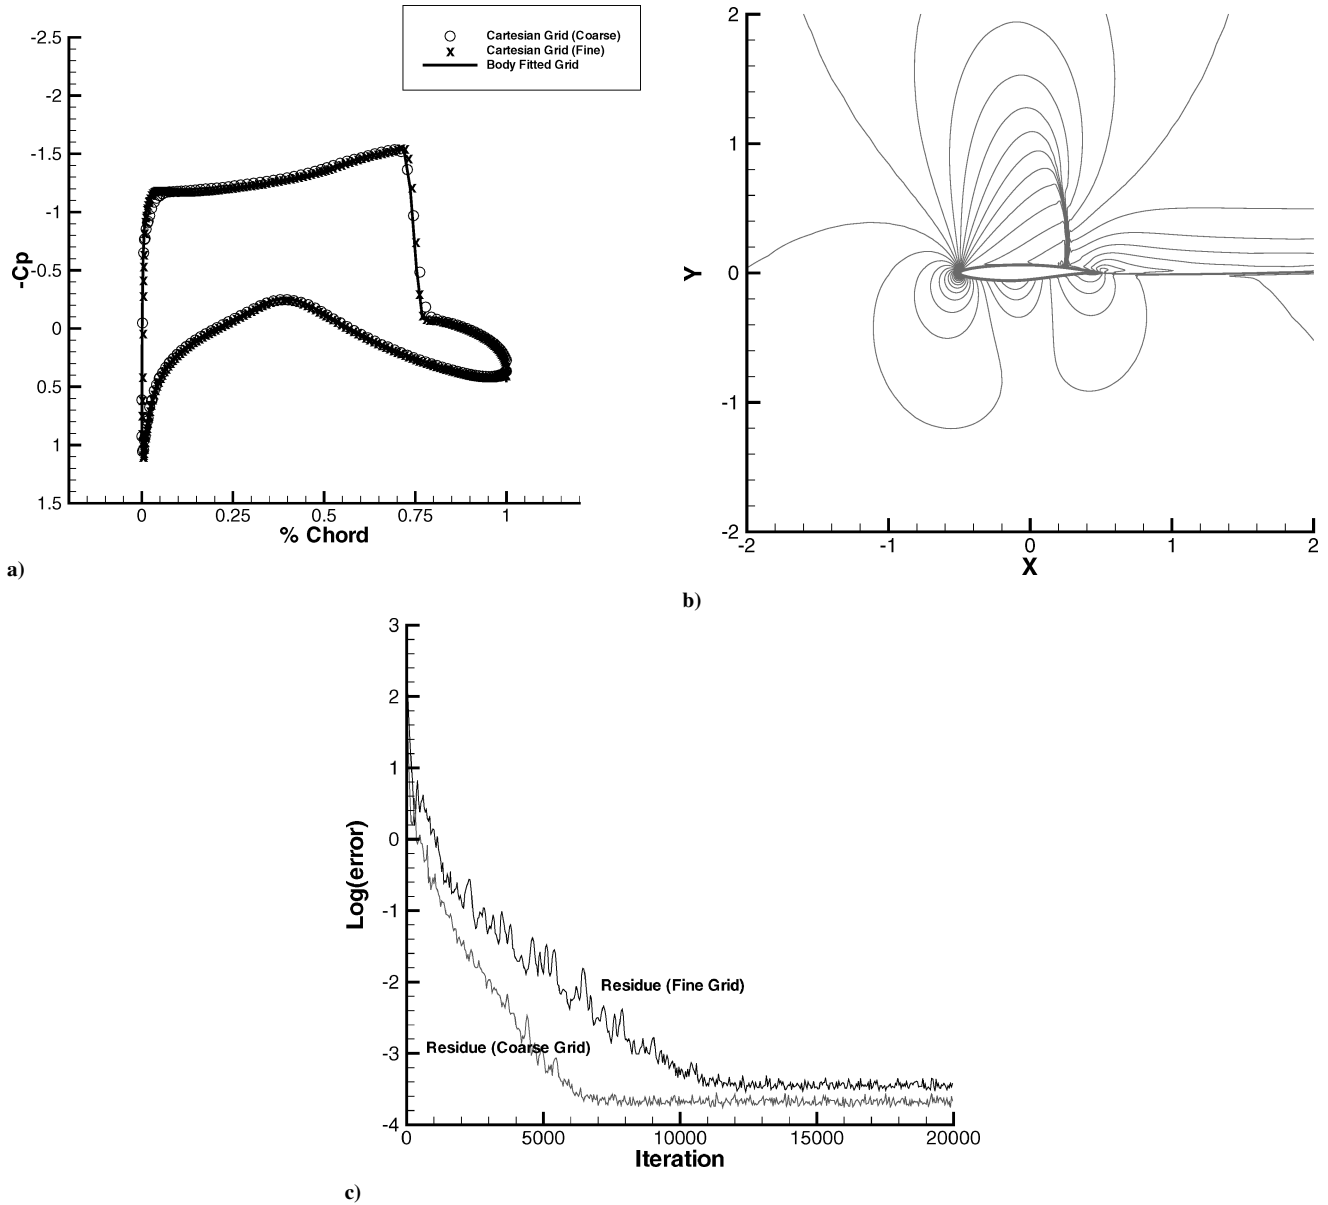 Cartesian Grid (Coarse)
Cartesian Grid (Fine)
Body Fitted Grid
-2.5
-2
-1.5
-1
-0.5
0
0.5
1
1.5
-Cp
0 0.25 0.5 0.75 1
% Chord
a)
2
1
0
-1
-2
Y
-2 -1 0 1 2
X
b)
3
2
1
0
-1
-2
-3
-4
Log(error)
Residue (Fine Grid)
Residue (Coarse Grid)
0 5000 10000 15000 20000
Iteration
c)